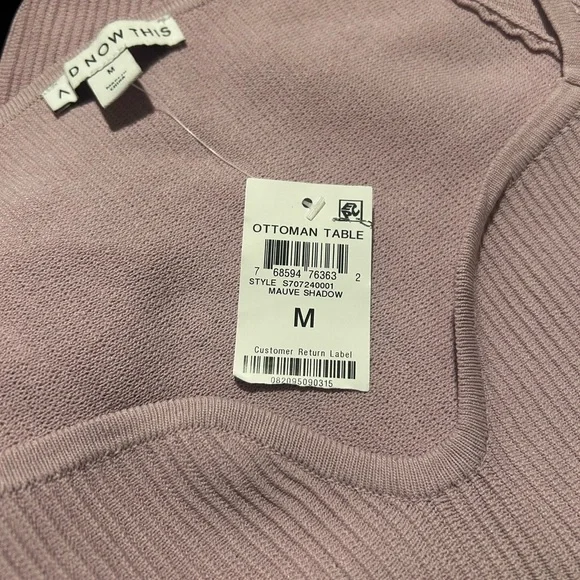 AND NOW THIS
M
OTTOMAN TABLE
7 68594 76363 2
STYLE S707240001
MAUVE SHADOW
M
Customer Return Label
082095090315